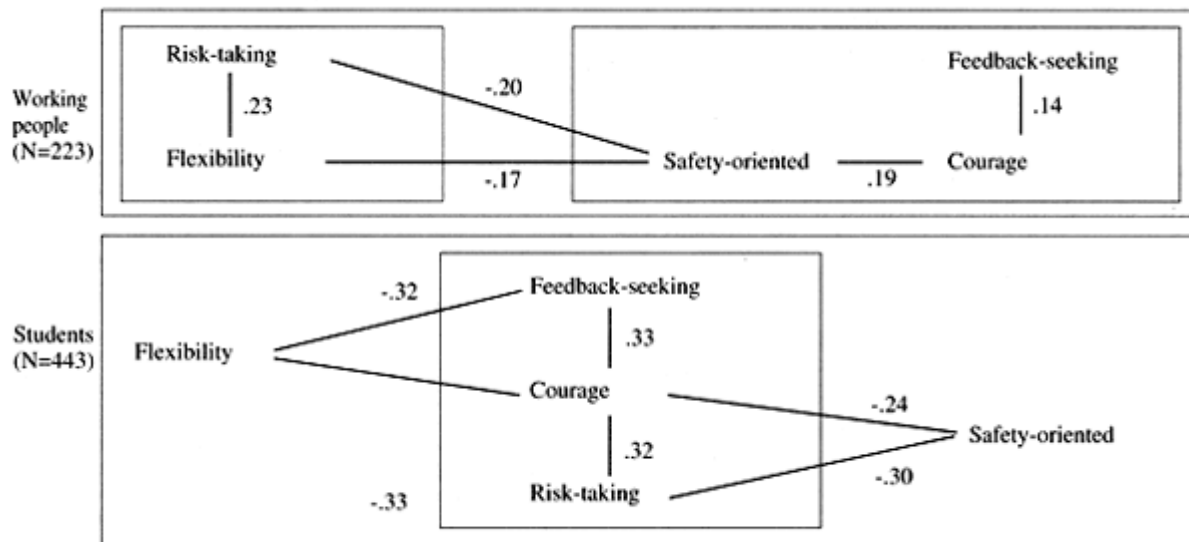 Risk-taking
Feedback-seeking
-.20
Working
people
(N=223)
.23
.14
Flexibility
Safety-oriented
Courage
-.17
.19
-.32
Feedback-seeking
Students
(N=443)
Flexibility
.33
Courage
-.24
Safety-oriented
.32
-.30
Risk-taking
-.33